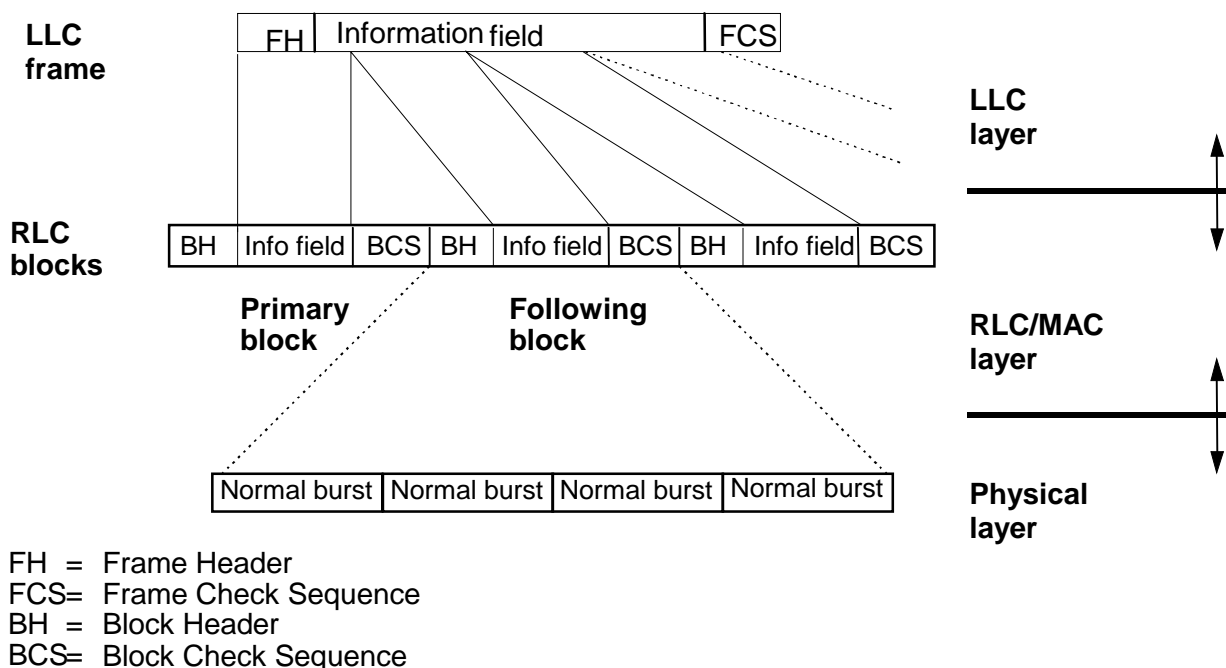 LLC
frame
FH Information field FCS
LLC
layer
RLC
blocks
BH Info field BCS BH Info field BCS BH Info field BCS
Primary
block
Following
block
RLC/MAC
layer
Normal burst Normal burst Normal burst Normal burst
Physical
layer
FH = Frame Header
FCS= Frame Check Sequence
BH = Block Header
BCS= Block Check Sequence